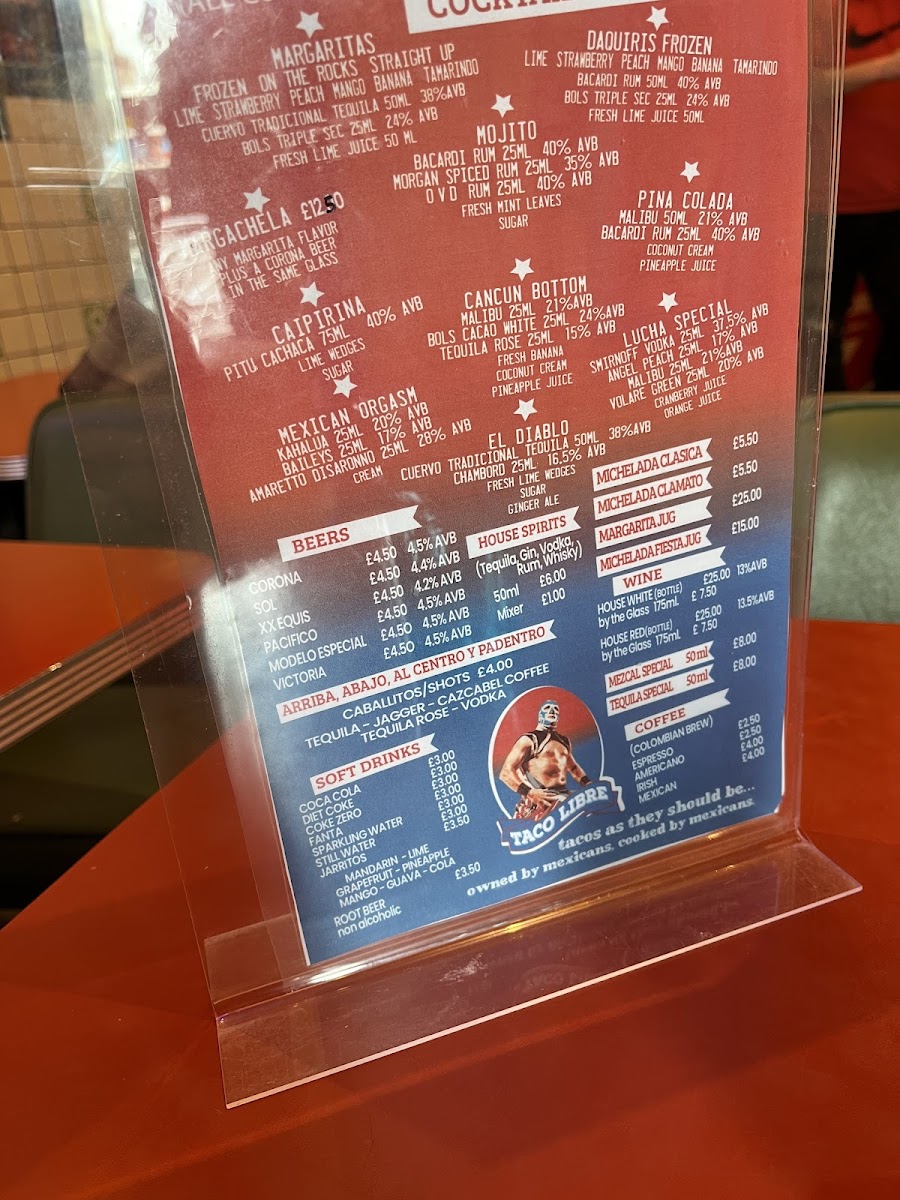 COCKTAI
MARGARITAS
FROZEN ON THE ROCKS STRAIGHT UP
LIME STRAWBERRY PEACH MANGO BANANA TAMARINDO
CUERVO TRADICIONAL TEQUILA 50ML 38%AVB
BOLS TRIPLE SEC 25ML 24% AVB
FRESH LIME JUICE 50 ML
DAQUIRIS FROZEN
LIME STRAWBERRY PEACH MANGO BANANA TAMARINDO
BACARDI RUM 50ML 40% AVB
BOLS TRIPLE SEC 25ML 24% AVB
FRESH LIME JUICE 50ML
MOJITO
BACARDI RUM 25ML 40% AVB
MORGAN SPICED RUM 25ML 35% AVB
O V D RUM 25ML 40% AVB
FRESH MINT LEAVES
SUGAR
RGACHELA £12.50
NY MARGARITA FLAVOR
PLUS A CORONA BEER
IN THE SAME GLASS
PINA COLADA
MALIBU 50ML 21% AVB
BACARDI RUM 25ML 40% AVB
COCONUT CREAM
PINEAPPLE JUICE
CAIPIRINA
PITU CACHACA 75ML 40% AVB
LIME WEDGES
SUGAR
CANCUN BOTTOM
MALIBU 25ML 21%AVB
BOLS CACAO WHITE 25ML 24%AVB
TEQUILA ROSE 25ML 15% AVB
FRESH BANANA
COCONUT CREAM
PINEAPPLE JUICE
LUCHA SPECIAL
SMIRNOFF VODKA 25ML 37.5% AVB
ANGEL PEACH 25ML 17% AVB
MALIBU 25ML 21%AVB
VOLARE GREEN 25ML 20% AVB
CRANBERRY JUICE
ORANGE JUICE
MEXICAN ORGASM
KAHALUA 25ML 20% AVB
BAILEYS 25ML 17% AVB
AMARETTO DISARONNO 25ML 28% AVB
CREAM
EL DIABLO
CUERVO TRADICIONAL TEQUILA 50ML 38%AVB
CHAMBORD 25ML 16.5% AVB
FRESH LIME WEDGES
SUGAR
GINGER ALE
MICHELADA CLASICA £5.50
MICHELADA CLAMATO £5.50
MARGARITA JUG £25.00
MICHELADA FIESTA JUG £15.00
BEERS
CORONA £4.50 4.5% AVB
SOL £4.50 4.4% AVB
XX EQUIS £4.50 4.2% AVB
PACIFICO £4.50 4.5% AVB
MODELO ESPECIAL £4.50 4.5% AVB
VICTORIA £4.50 4.5% AVB
HOUSE SPIRITS
(Tequila, Gin, Vodka,
Rum, Whisky)
50ml £6.00
Mixer £1.00
WINE
HOUSE WHITE (BOTTLE) £25.00 13%AVB
by the Glass 175ml. £ 7.50
HOUSE RED (BOTTLE) £25.00 13.5%AVB
by the Glass 175ml. £ 7.50
MEZCAL SPECIAL 50 ml £8.00
TEQUILA SPECIAL 50 ml £8.00
ARRIBA, ABAJO, AL CENTRO Y PADENTRO
CABALLITOS/SHOTS £4.00
TEQUILA - JAGGER - CAZCABEL COFFEE
TEQUILA ROSE - VODKA
COFFEE
(COLOMBIAN BREW)
ESPRESSO £2.50
AMERICANO £2.50
IRISH £4.00
MEXICAN £4.00
SOFT DRINKS
COCA COLA £3.00
DIET COKE £3.00
COKE ZERO £3.00
FANTA £3.00
SPARKLING WATER £3.00
STILL WATER £3.00
JARRITOS £3.50
MANDARIN - LIME
GRAPEFRUIT - PINEAPPLE
MANGO - GUAVA - COLA
ROOT BEER £3.50
non alcoholic
TACO LIBRE
tacos as they should be...
owned by mexicans, cooked by mexicans.